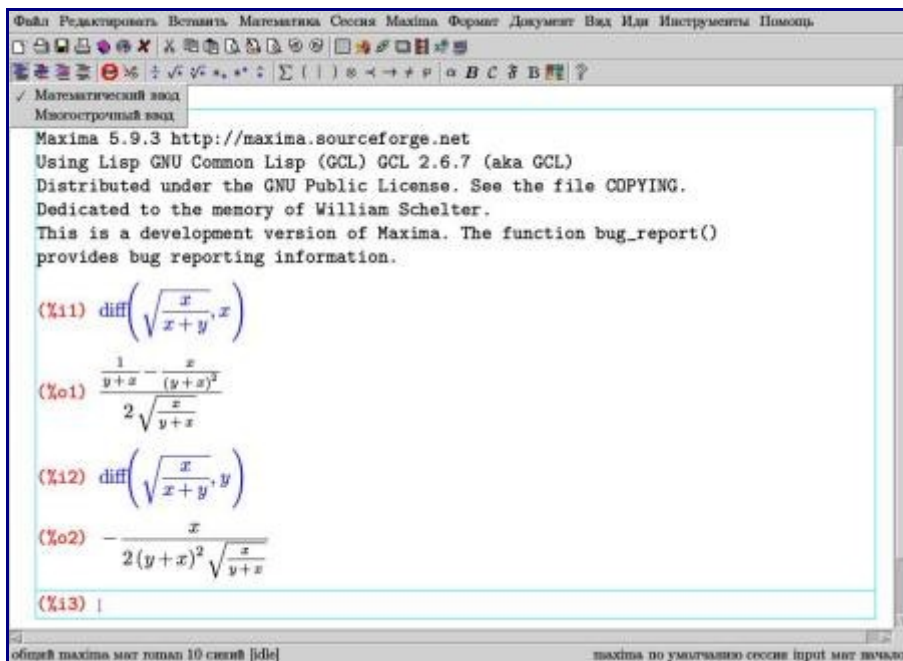 Файл Редактировать Вставить Математика Сессия Maxima Формат Документ Вид Иди Инструменты Помощь
✓ Математический ввод
Многострочный ввод
Maxima 5.9.3 http://maxima.sourceforge.net
Using Lisp GNU Common Lisp (GCL) GCL 2.6.7 (aka GCL)
Distributed under the GNU Public License. See the file COPYING.
Dedicated to the memory of William Schelter.
This is a development version of Maxima. The function bug_report()
provides bug reporting information.
(%i1) diff(√(x/(x+y)), x)
(%o1) (1/(y+x) − x/(y+x)²)/(2√(x/(y+x)))
(%i2) diff(√(x/(x+y)), y)
(%o2) −x/(2(y+x)²√(x/(y+x)))
(%i3)
общий maxima мат roman 10 синий [idle] maxima по умолчанию сессия input мат начало